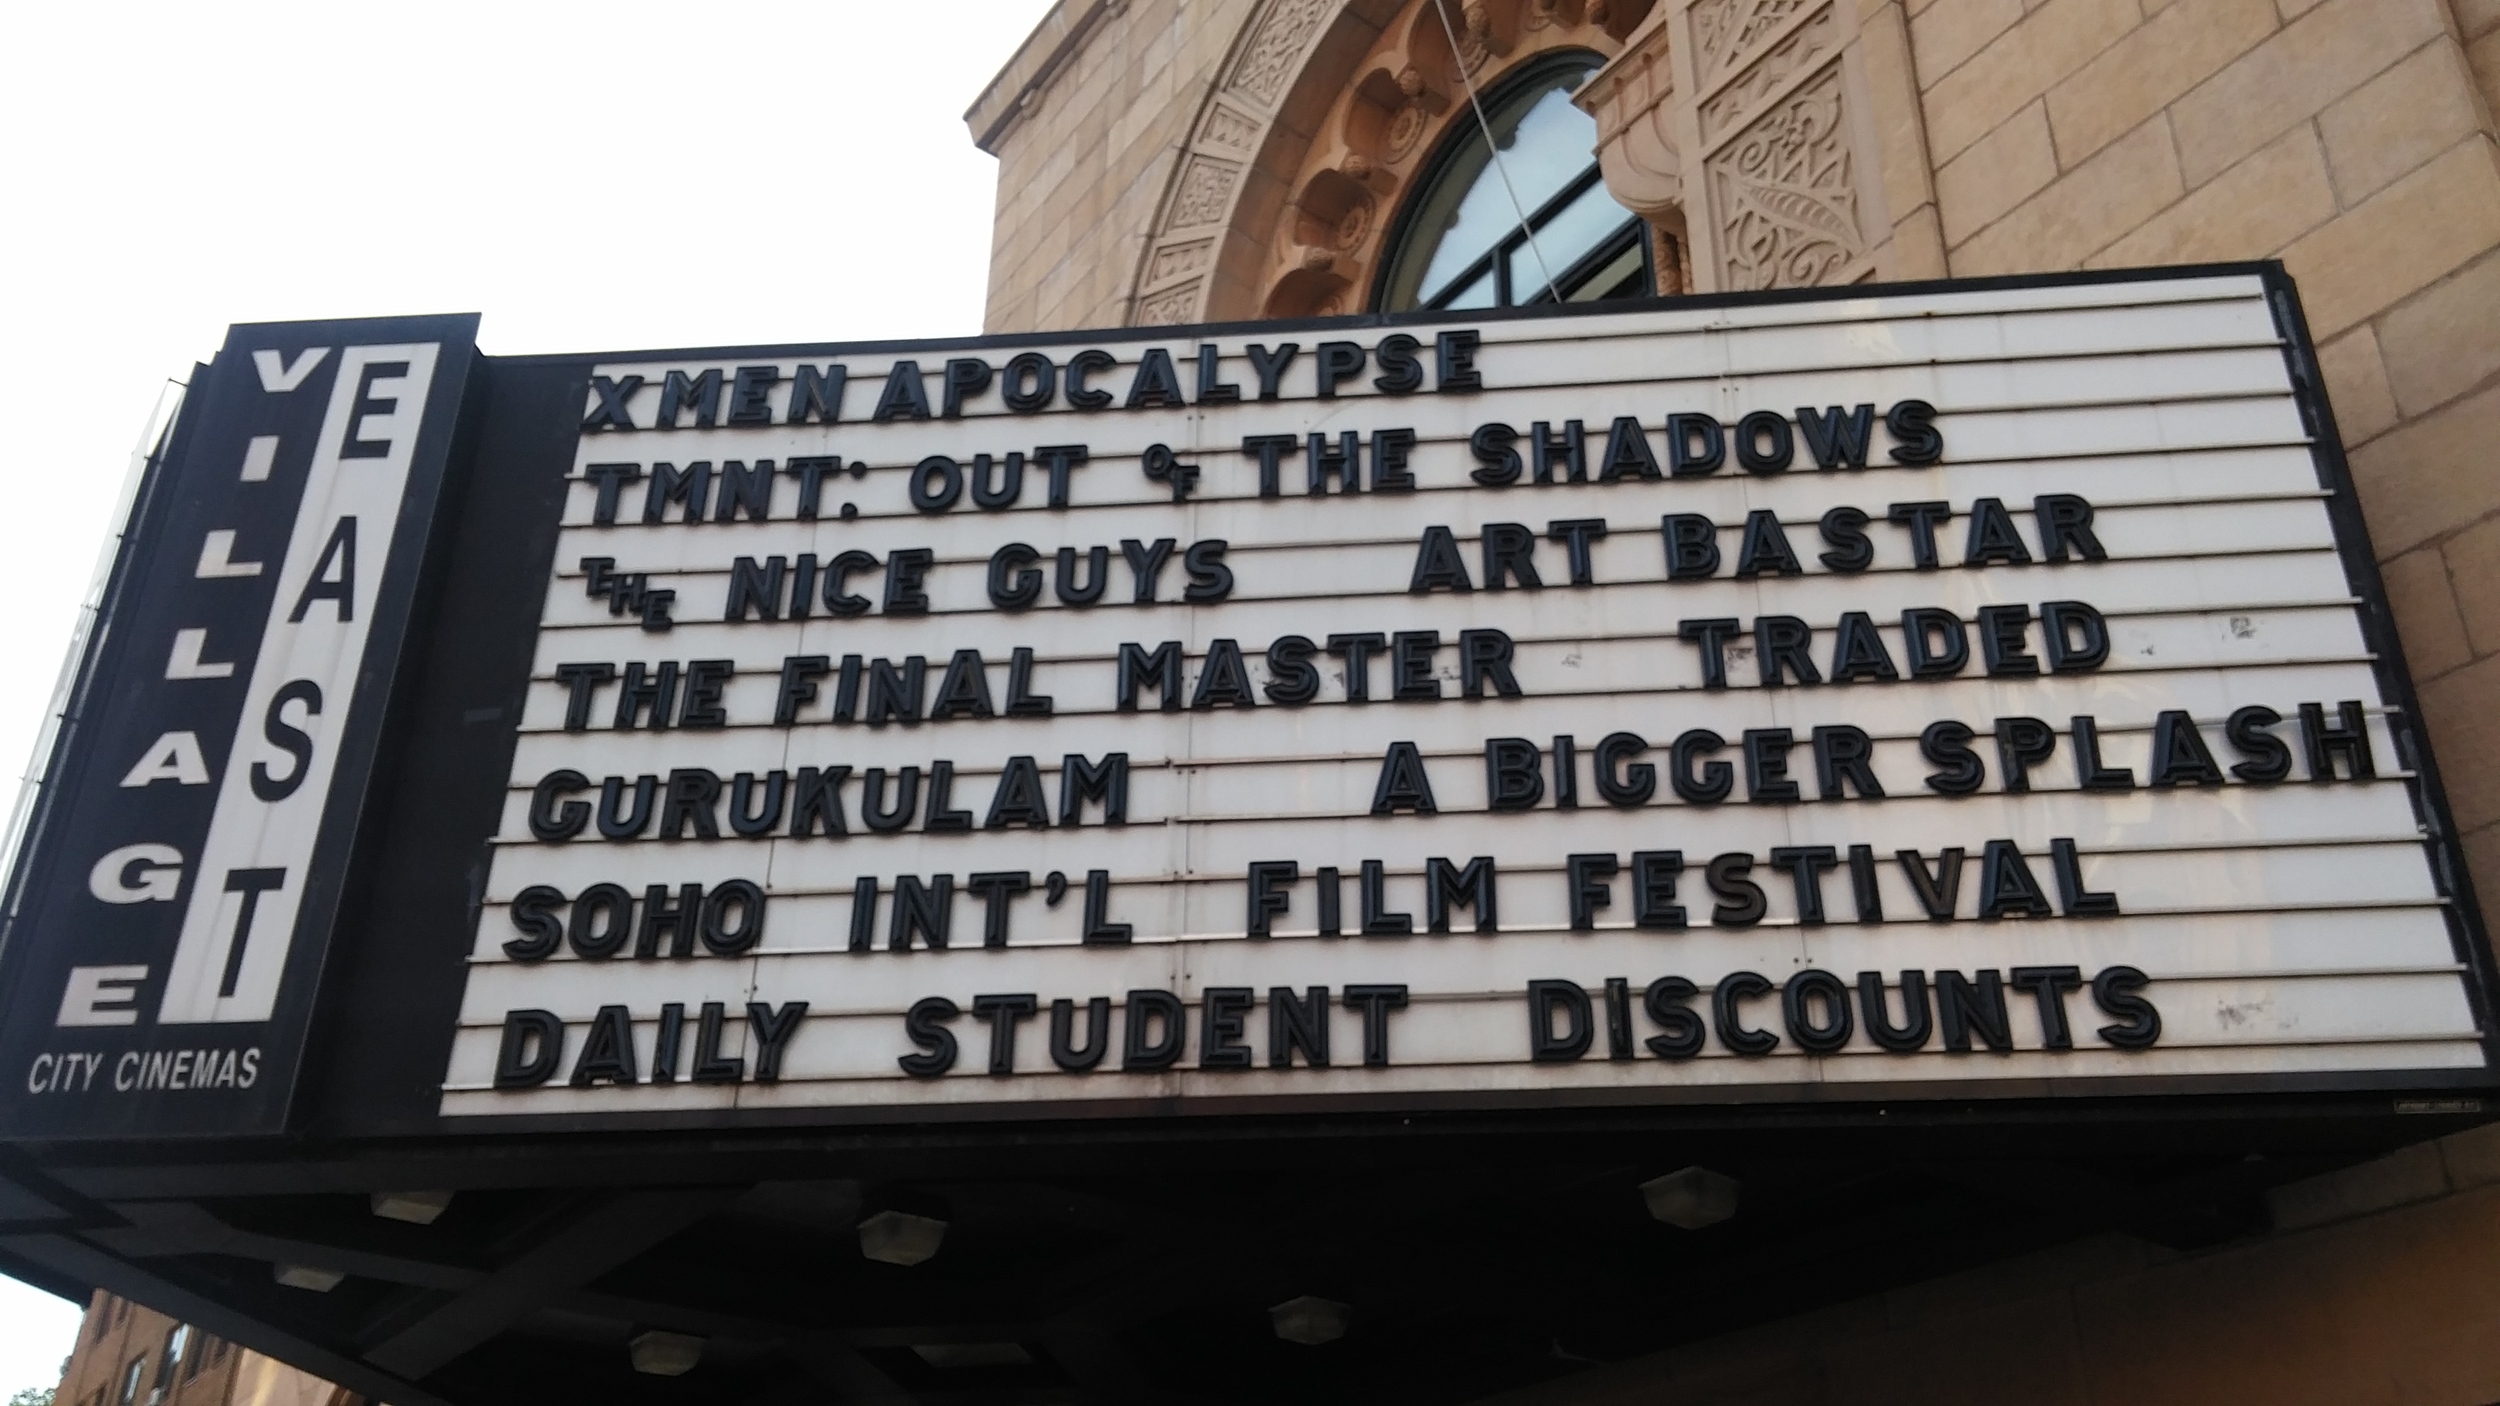 VILLAGE
EAST
CITY CINEMAS
XMEN APOCALYPSE
TMNT: OUT OF THE SHADOWS
THE NICE GUYS ART BASTAR
THE FINAL MASTER TRADED
GURUKULAM A BIGGER SPLASH
SOHO INT'L FILM FESTIVAL
DAILY STUDENT DISCOUNTS